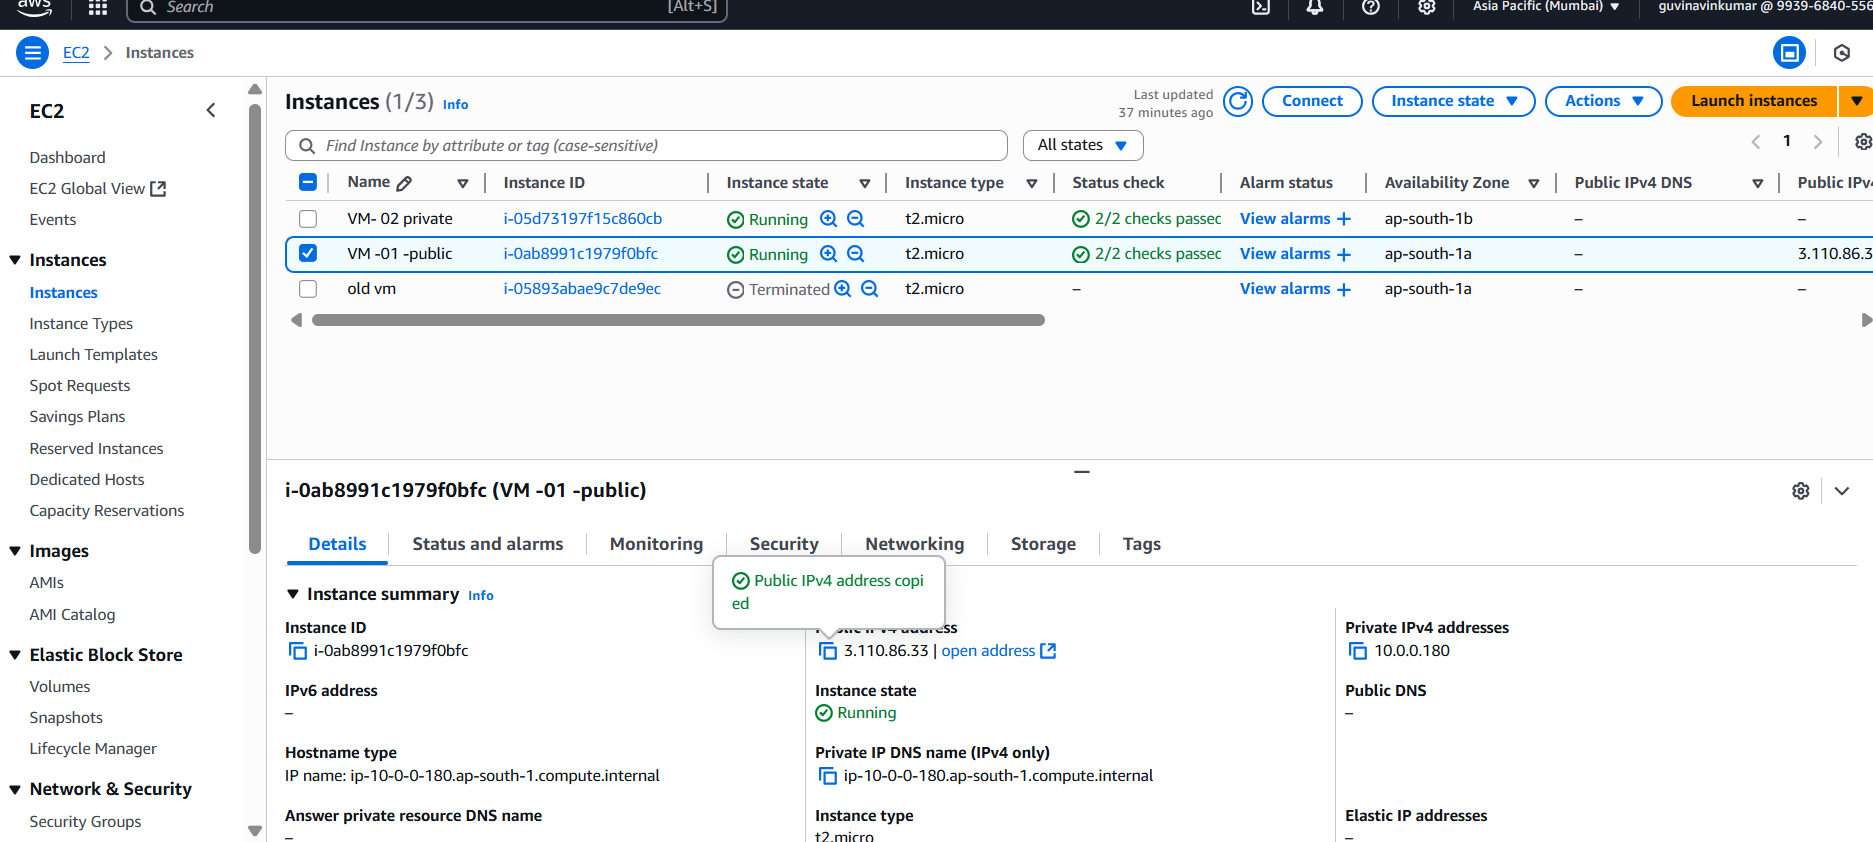 aws
Search
[Alt+S]
Asia Pacific (Mumbai)
guvinavinkumar @ 9939-6840-556
EC2
Instances
EC2
Dashboard
EC2 Global View
Events
Instances
Instances
Instance Types
Launch Templates
Spot Requests
Savings Plans
Reserved Instances
Dedicated Hosts
Capacity Reservations
Images
AMIs
AMI Catalog
Elastic Block Store
Volumes
Snapshots
Lifecycle Manager
Network & Security
Security Groups
Instances (1/3) Info
Last updated
37 minutes ago
Connect
Instance state
Actions
Launch instances
Find Instance by attribute or tag (case-sensitive)
All states
1
Name Instance ID Instance state Instance type Status check Alarm status Availability Zone Public IPv4 DNS Public IPv4
VM- 02 private i-05d73197f15c860cb Running t2.micro 2/2 checks passec View alarms + ap-south-1b – –
VM -01 -public i-0ab8991c1979f0bfc Running t2.micro 2/2 checks passec View alarms + ap-south-1a – 3.110.86.3
old vm i-05893abae9c7de9ec Terminated t2.micro – View alarms + ap-south-1a – –
i-0ab8991c1979f0bfc (VM -01 -public)
Details
Status and alarms
Monitoring
Security
Networking
Storage
Tags
Public IPv4 address copi
ed
Instance summary Info
Instance ID
i-0ab8991c1979f0bfc
IPv6 address
–
Hostname type
IP name: ip-10-0-0-180.ap-south-1.compute.internal
Answer private resource DNS name
–
address
3.110.86.33 | open address
Instance state
Running
Private IP DNS name (IPv4 only)
ip-10-0-0-180.ap-south-1.compute.internal
Instance type
t2.micro
Private IPv4 addresses
10.0.0.180
Public DNS
–
Elastic IP addresses
–